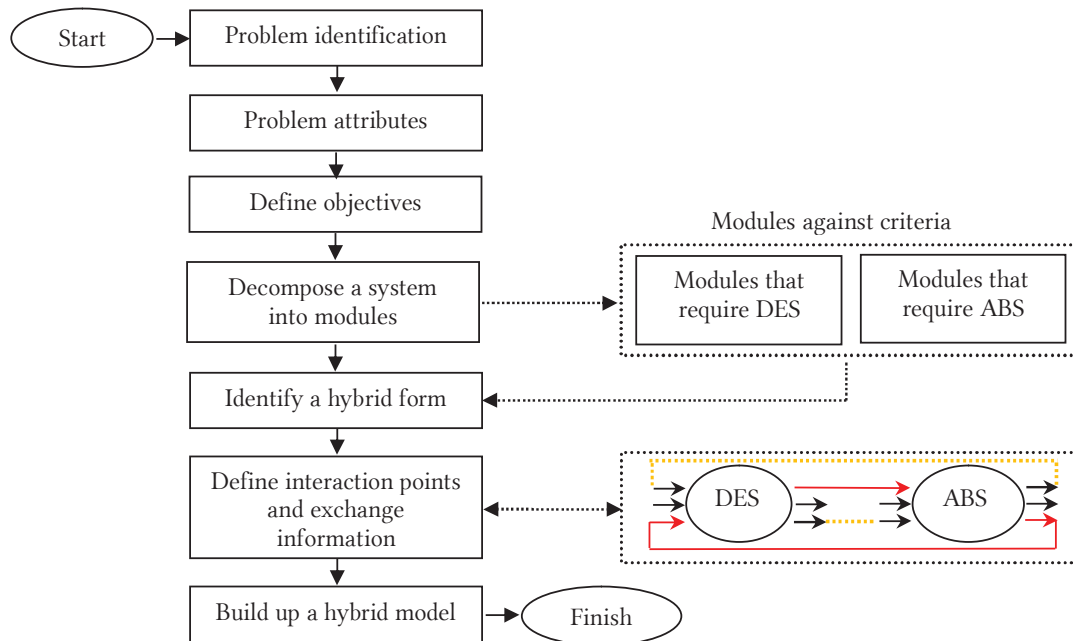 Start
Problem identification
Problem attributes
Define objectives
Modules against criteria
Decompose a system
into modules
Modules that
require DES
Modules that
require ABS
Identify a hybrid form
Define interaction points
and exchange
information
DES
ABS
Build up a hybrid model
Finish